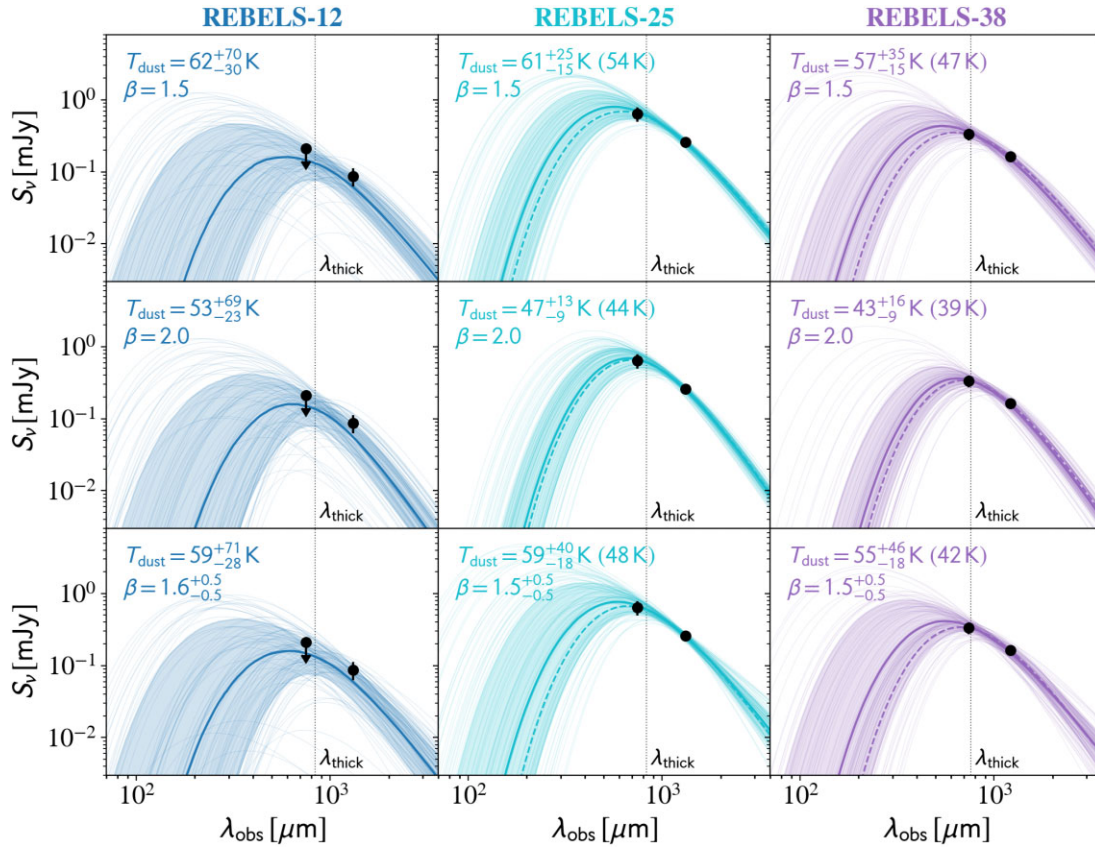 REBELS-12 REBELS-25 REBELS-38
T_dust = 62^{+70}_{-30} K T_dust = 61^{+25}_{-15} K (54 K) T_dust = 57^{+35}_{-15} K (47 K)
β = 1.5 β = 1.5 β = 1.5
S_ν [mJy]
10^0
10^{-1}
10^{-2}
λ_thick λ_thick λ_thick
T_dust = 53^{+69}_{-23} K T_dust = 47^{+13}_{-9} K (44 K) T_dust = 43^{+16}_{-9} K (39 K)
β = 2.0 β = 2.0 β = 2.0
S_ν [mJy]
10^0
10^{-1}
10^{-2}
λ_thick λ_thick λ_thick
T_dust = 59^{+71}_{-28} K T_dust = 59^{+40}_{-18} K (48 K) T_dust = 55^{+46}_{-18} K (42 K)
β = 1.6^{+0.5}_{-0.5} β = 1.5^{+0.5}_{-0.5} β = 1.5^{+0.5}_{-0.5}
S_ν [mJy]
10^0
10^{-1}
10^{-2}
λ_thick λ_thick λ_thick
10^2 10^3 10^2 10^3 10^2 10^3
λ_obs [μm] λ_obs [μm] λ_obs [μm]